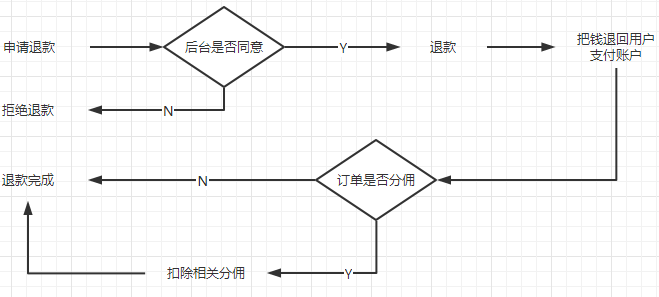 申请退款
后台是否同意
Y
退款
把钱退回用户
支付账户
拒绝退款
N
退款完成
N
订单是否分佣
扣除相关分佣
Y